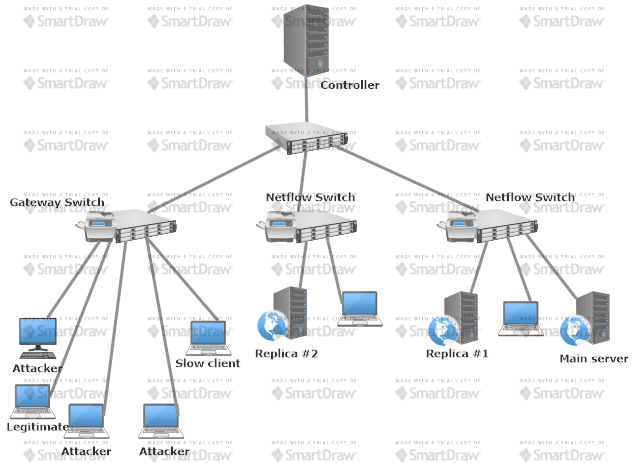 MADE WITH A TRIAL COPY OF
SmartDraw
Controller
Gateway Switch
Netflow Switch
Netflow Switch
Replica #2
Replica #1
Main server
Slow client
Attacker
Legitimate
Attacker
Attacker